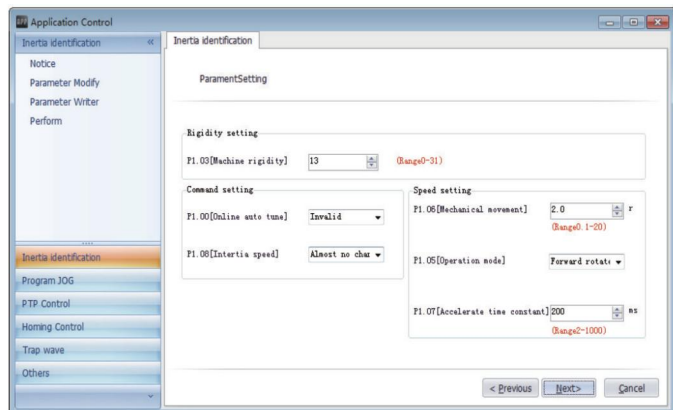 Application Control
Inertia identification «
Notice
Parameter Modify
Parameter Writer
Perform
Inertia identification
Program JOG
PTP Control
Homing Control
Trap wave
Others
Inertia identification
ParamentSetting
Rigidity setting
P1.03[Machine rigidity] 13 (Range0-31)
Command setting
P1.00[Online auto tune] Invalid
P1.08[Intertia speed] Almost no char
Speed setting
P1.06[Mechanical movement] 2.0 r
(Range0.1-20)
P1.05[Operation mode] Forward rotate
P1.07[Accelerate time constant] 200 ms
(Range2-1000)
< Previous Next> Cancel